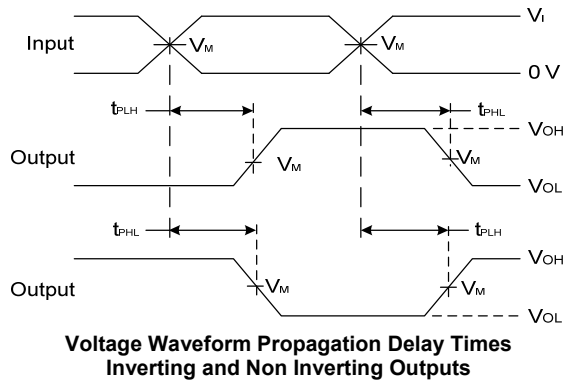 VI
Input
VM
VM
0 V
tPLH
tPHL
VOH
Output
VM
VM
VOL
tPHL
tPLH
VOH
Output
VM
VM
VOL
Voltage Waveform Propagation Delay Times
Inverting and Non Inverting Outputs